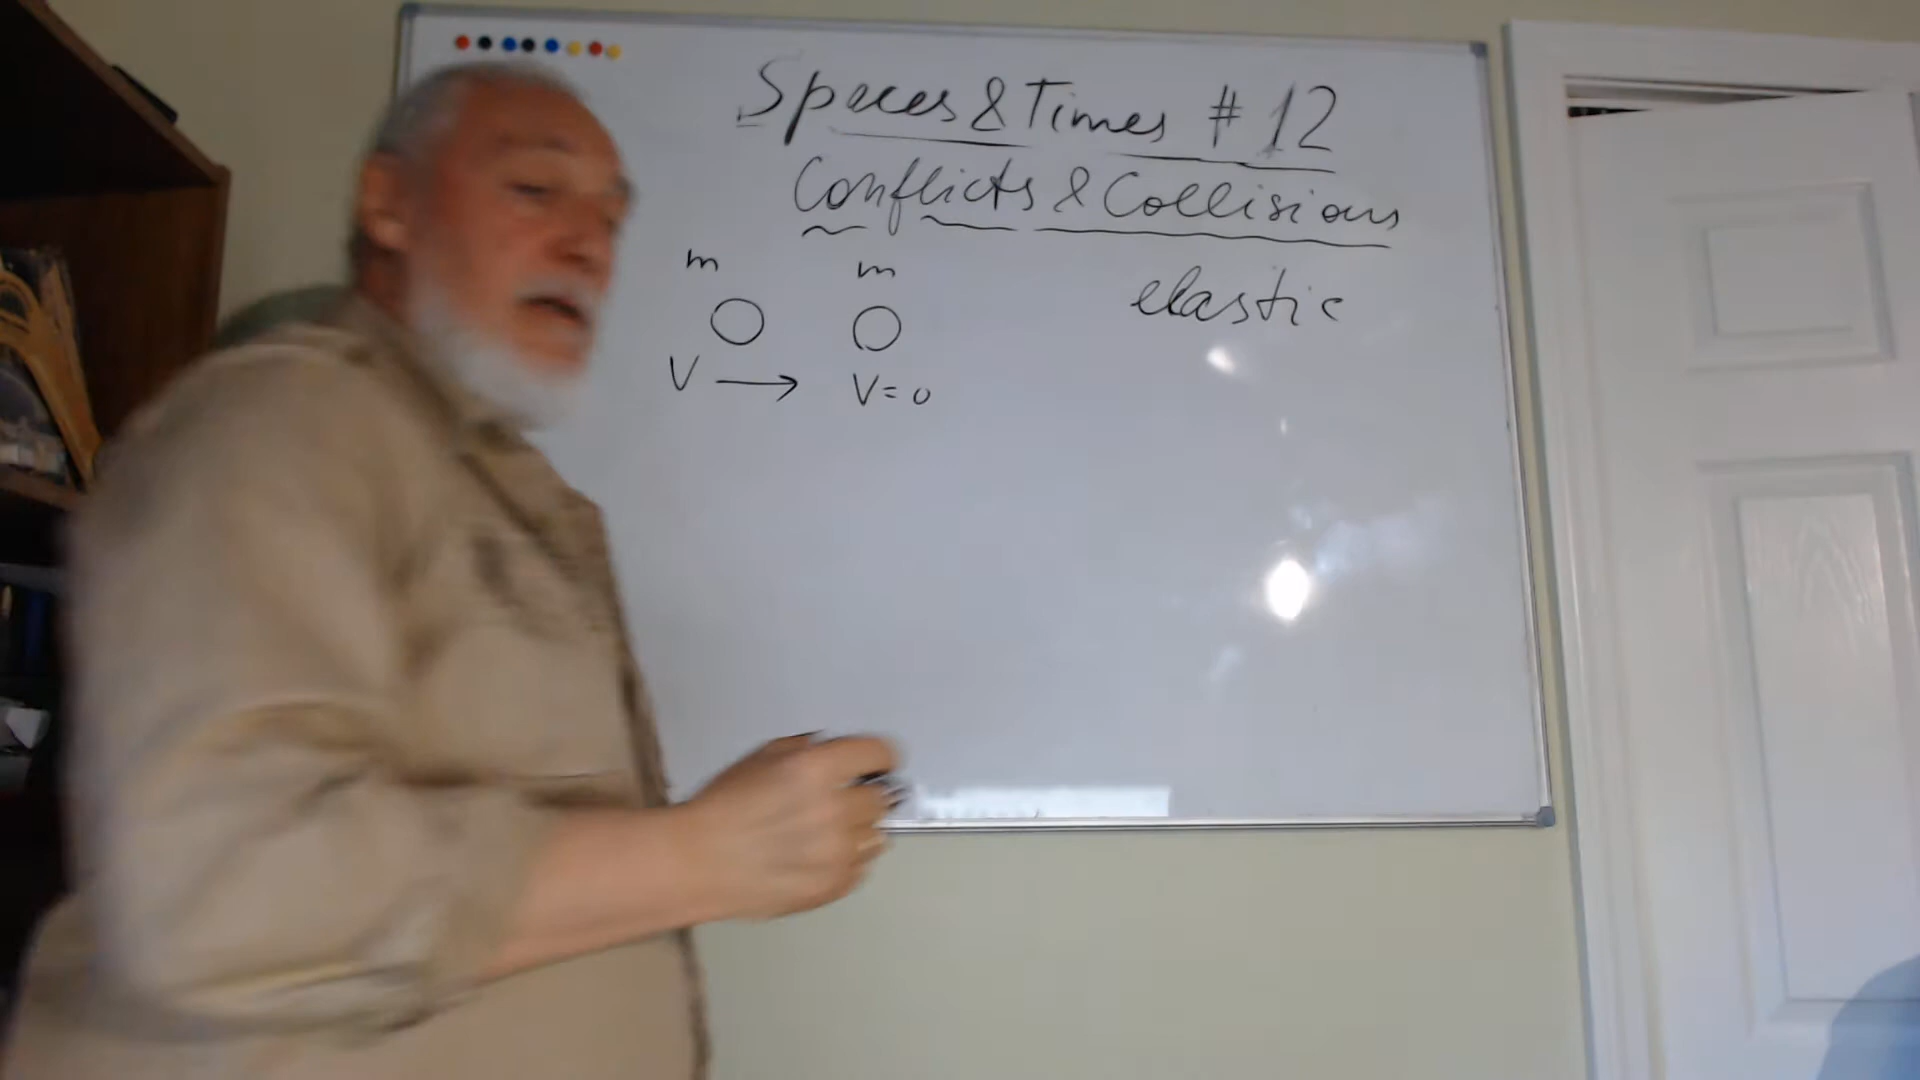 Spaces & Times # 12
Conflicts & Collisions
m m
elastic
V → V = 0